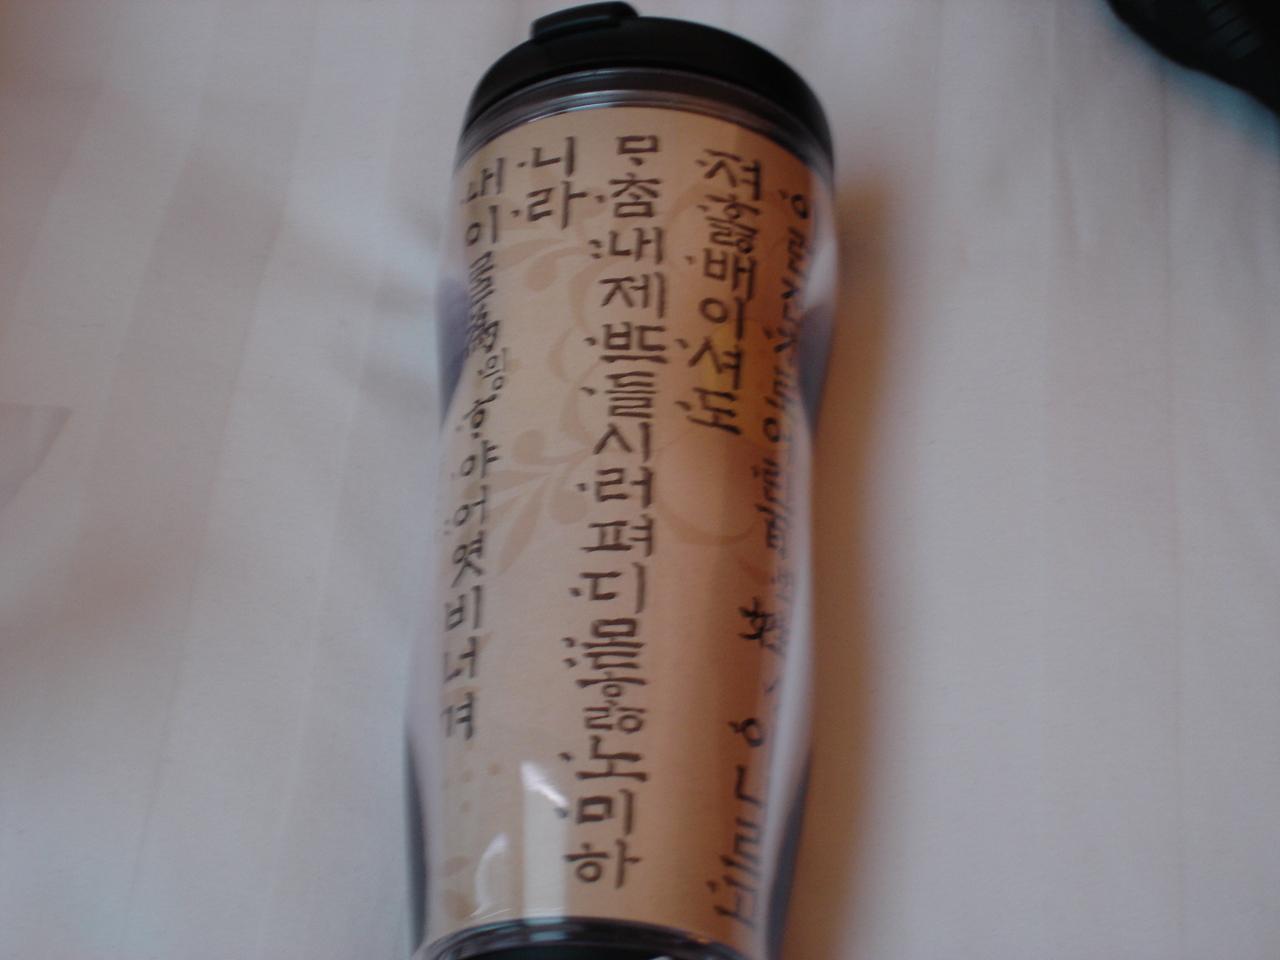 져호ᇙ배이셔도
ᄆᆞᄎᆞᆷ내제ᄠᅳ들시러펴디몯ᄒᆞᇙ노미하
니라
내이ᄅᆞᆯ爲윙ᄒᆞ야어엿비너겨